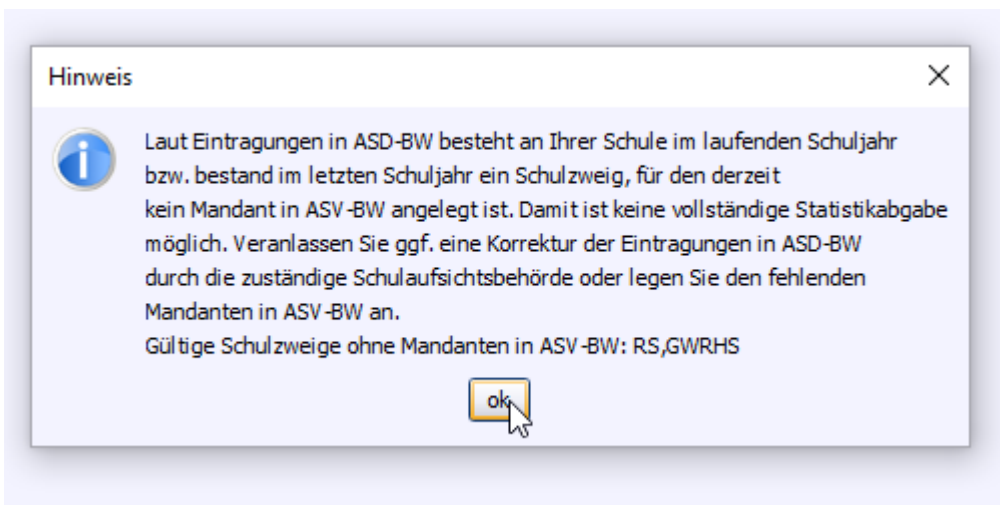 Hinweis
Laut Eintragungen in ASD-BW besteht an Ihrer Schule im laufenden Schuljahr
bzw. bestand im letzten Schuljahr ein Schulzweig, für den derzeit
kein Mandant in ASV-BW angelegt ist. Damit ist keine vollständige Statistikabgabe
möglich. Veranlassen Sie ggf. eine Korrektur der Eintragungen in ASD-BW
durch die zuständige Schulaufsichtsbehörde oder legen Sie den fehlenden
Mandanten in ASV-BW an.
Gültige Schulzweige ohne Mandanten in ASV-BW: RS,GWRHS
ok